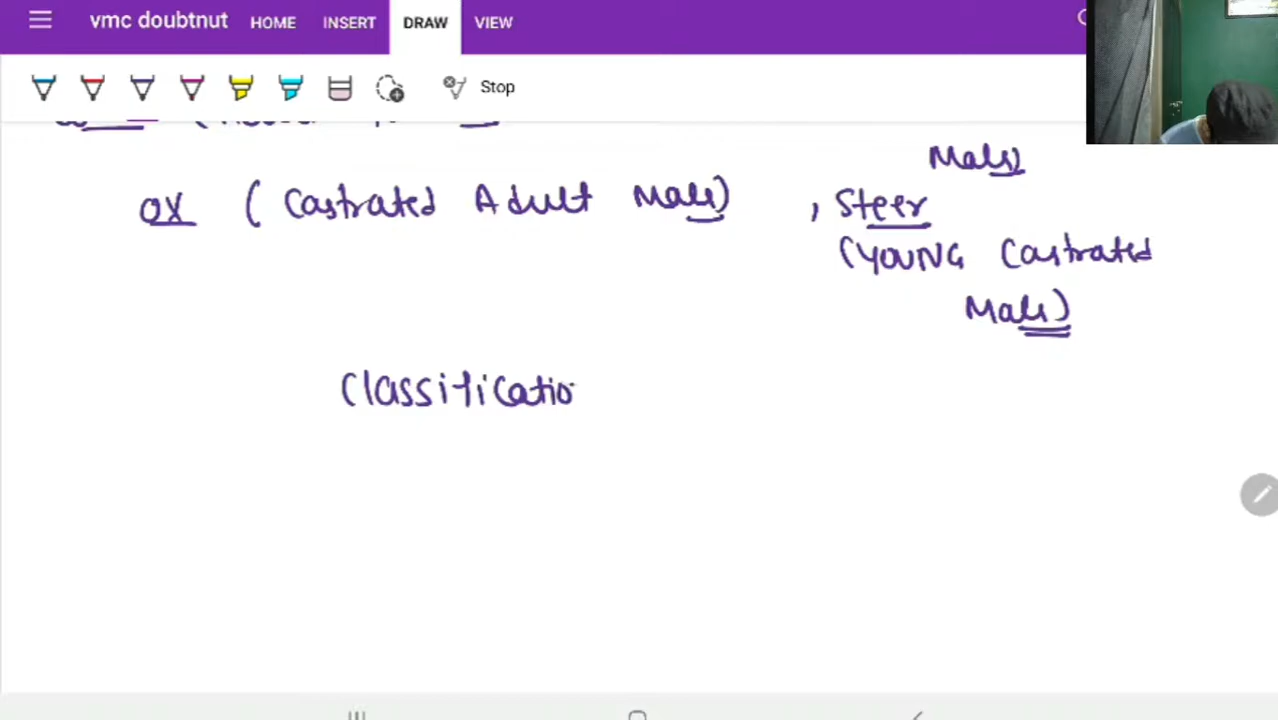 vmc doubtnut HOME INSERT DRAW VIEW
Stop
Male)
OX ( Castrated Adult Male) , Steer
(YOUNG Castrated
Male)
Classificatio